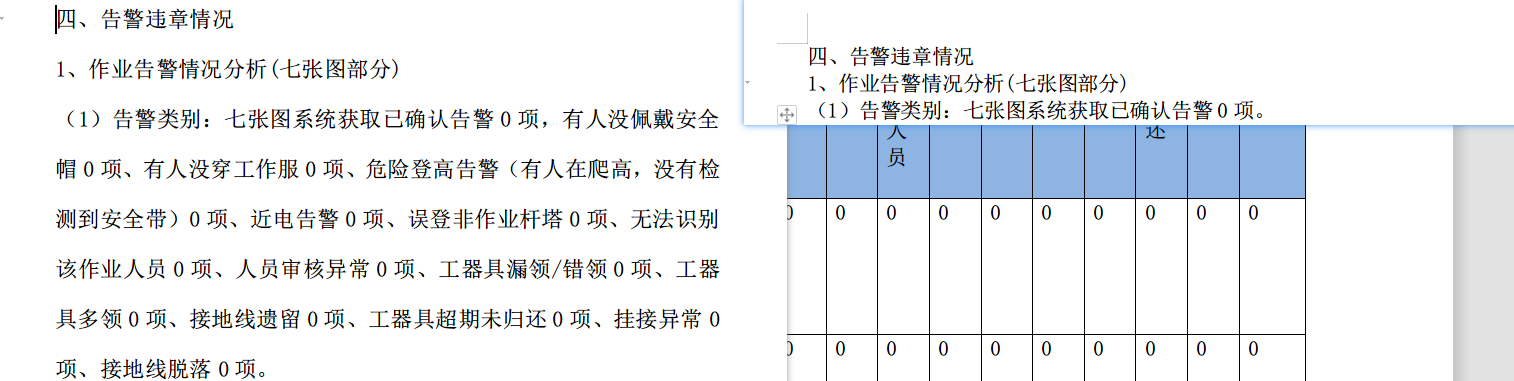 四、告警违章情况
1、作业告警情况分析(七张图部分)
（1）告警类别：七张图系统获取已确认告警 0 项，有人没佩戴安全
帽 0 项、有人没穿工作服 0 项、危险登高告警（有人在爬高，没有检
测到安全带）0 项、近电告警 0 项、误登非作业杆塔 0 项、无法识别
该作业人员 0 项、人员审核异常 0 项、工器具漏领/错领 0 项、工器
具多领 0 项、接地线遗留 0 项、工器具超期未归还 0 项、挂接异常 0
项、接地线脱落 0 项。
四、告警违章情况
1、作业告警情况分析(七张图部分)
（1）告警类别：七张图系统获取已确认告警 0 项。
人 还
员
0 0 0 0 0 0 0 0 0 0
0 0 0 0 0 0 0 0 0 0